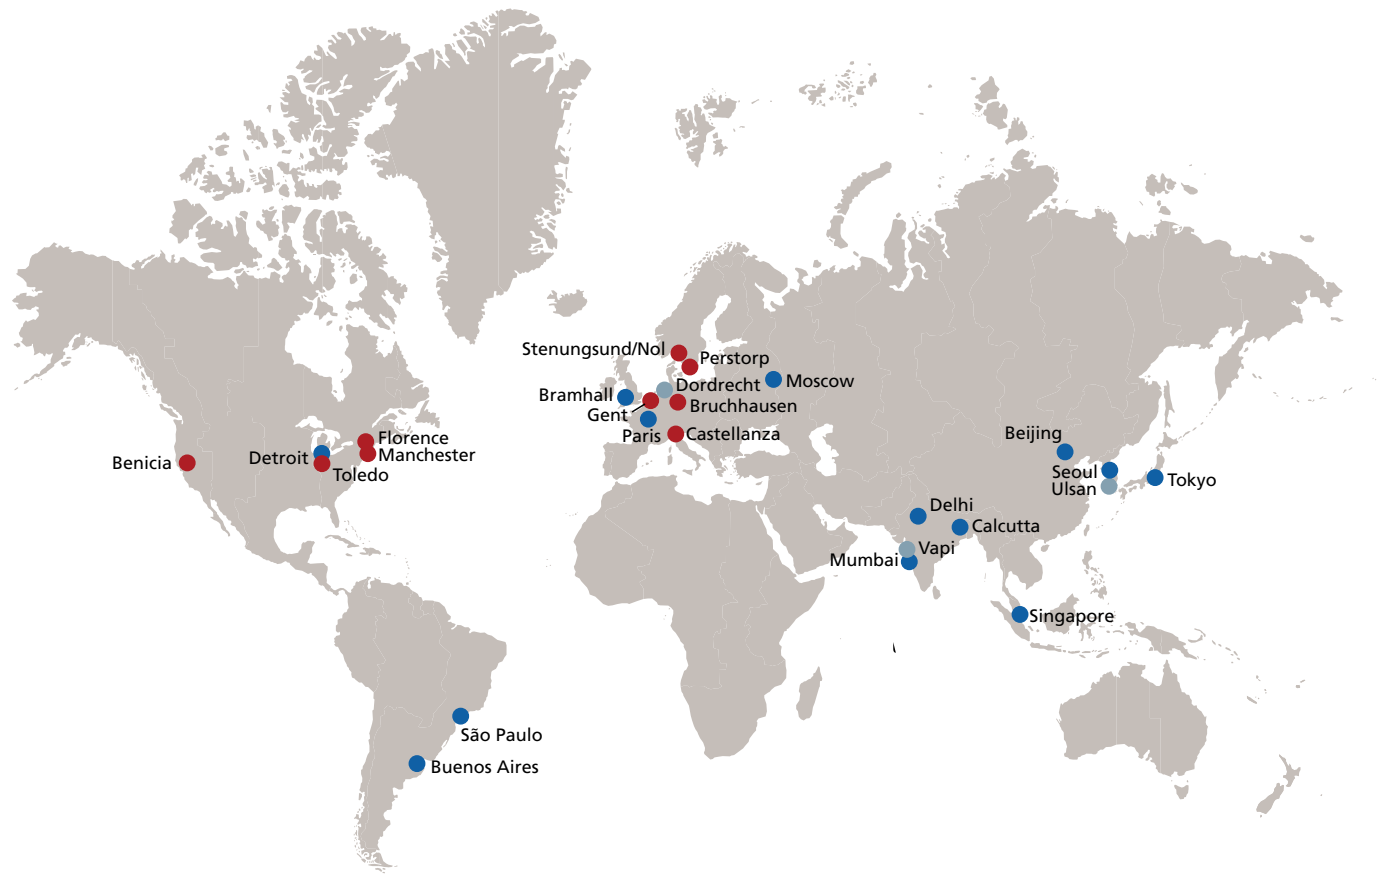 Stenungsund/Nol
Perstorp
Dordrecht
Moscow
Bramhall
Gent
Bruchhausen
Paris
Castellanza
Florence
Manchester
Detroit
Toledo
Benicia
Beijing
Seoul
Ulsan
Tokyo
Delhi
Calcutta
Vapi
Mumbai
Singapore
São Paulo
Buenos Aires